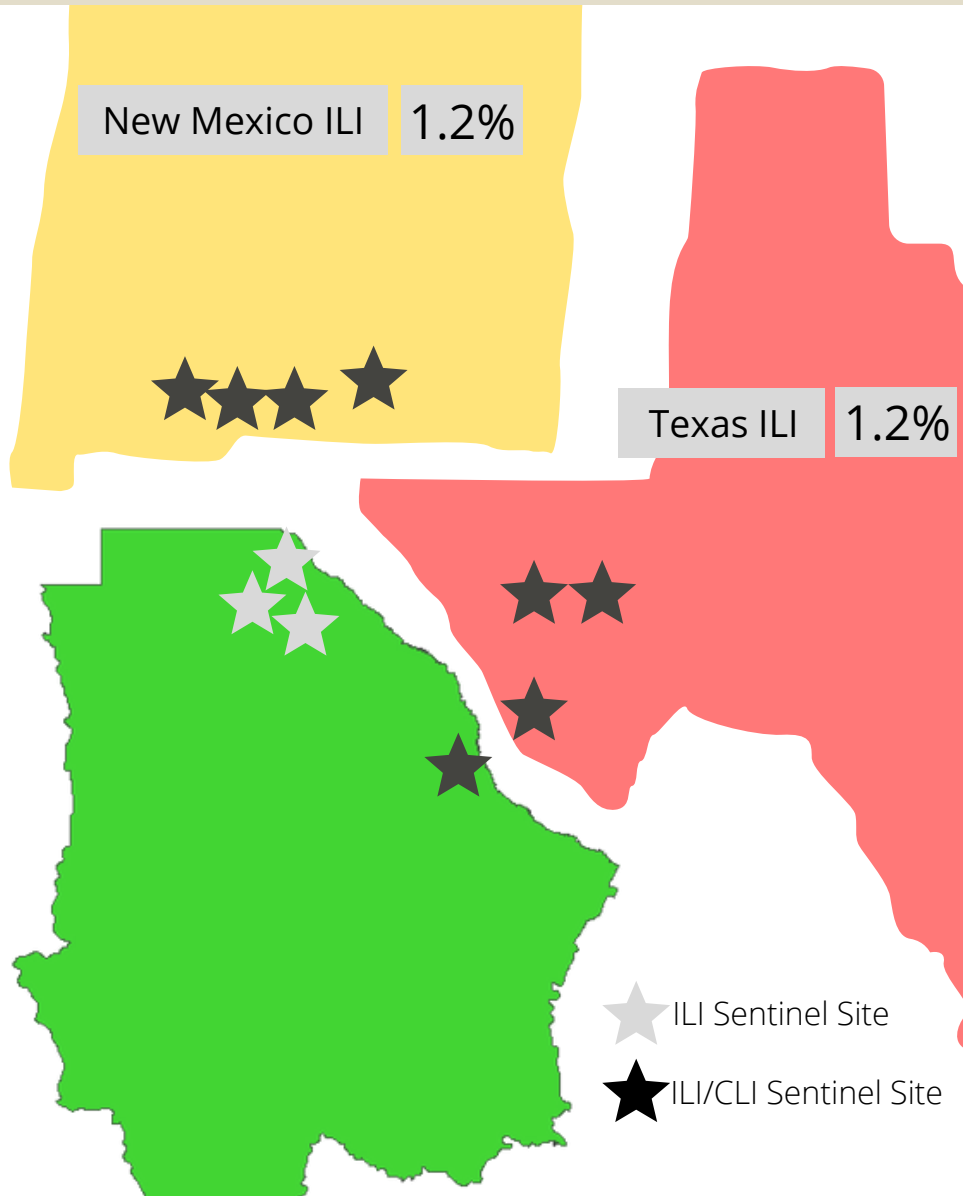 New Mexico ILI 1.2%
Texas ILI 1.2%
ILI Sentinel Site
ILI/CLI Sentinel Site